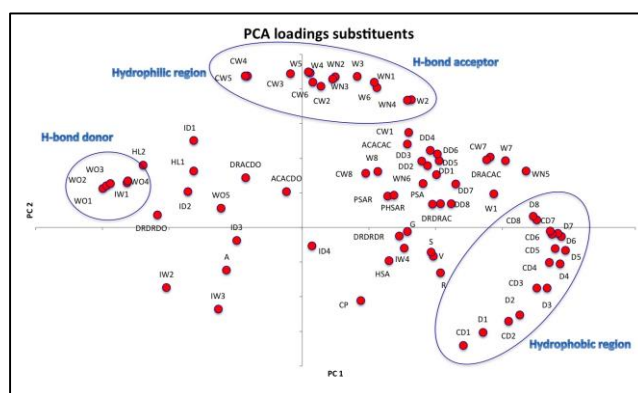 PCA loadings substituents
CW4 W5 W4 WN2 W3 H-bond acceptor
Hydrophilic region
CW5 CW3 WN1
CW6 WN3 W6
CW2 WN4 W2
H-bond donor
ID1 CW1
ACACAC DD4
HL2 DD3 DD6 CW7 W7
WO3 HL1 DRACDO W8 DD2 DD5
WO2 WO4 ACACDO CW8 WN6 DD1 DRACAC WN5
WO1 IW1 DD7
ID2 WO5 PSAR PSA W1
PHSAR DD8 D8
DRDRDO DRDRAC CD8 CD7 D7
PC 2 ID3 G CD6 D6
DRDRDR S CD5 D5
ID4 IW4 V CD4 D4
A HSA R
IW2 CD3
IW3 CP D2 D3
D1
CD1 CD2
Hydrophobic region
PC 1